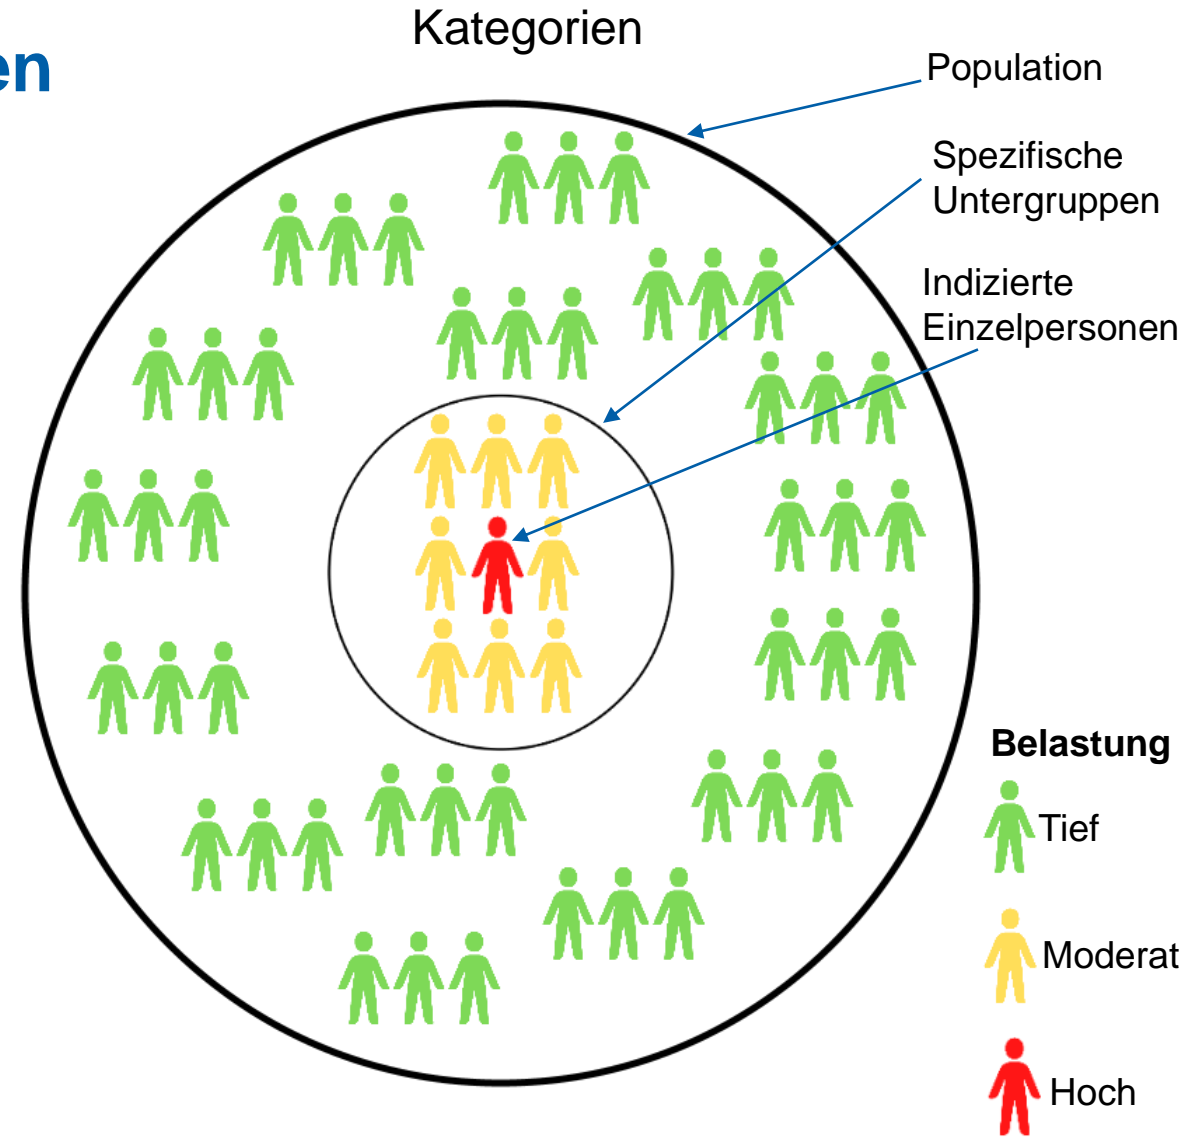 Kategorien
en
Population
Spezifische
Untergruppen
Indizierte
Einzelpersonen
Belastung
Tief
Moderat
Hoch